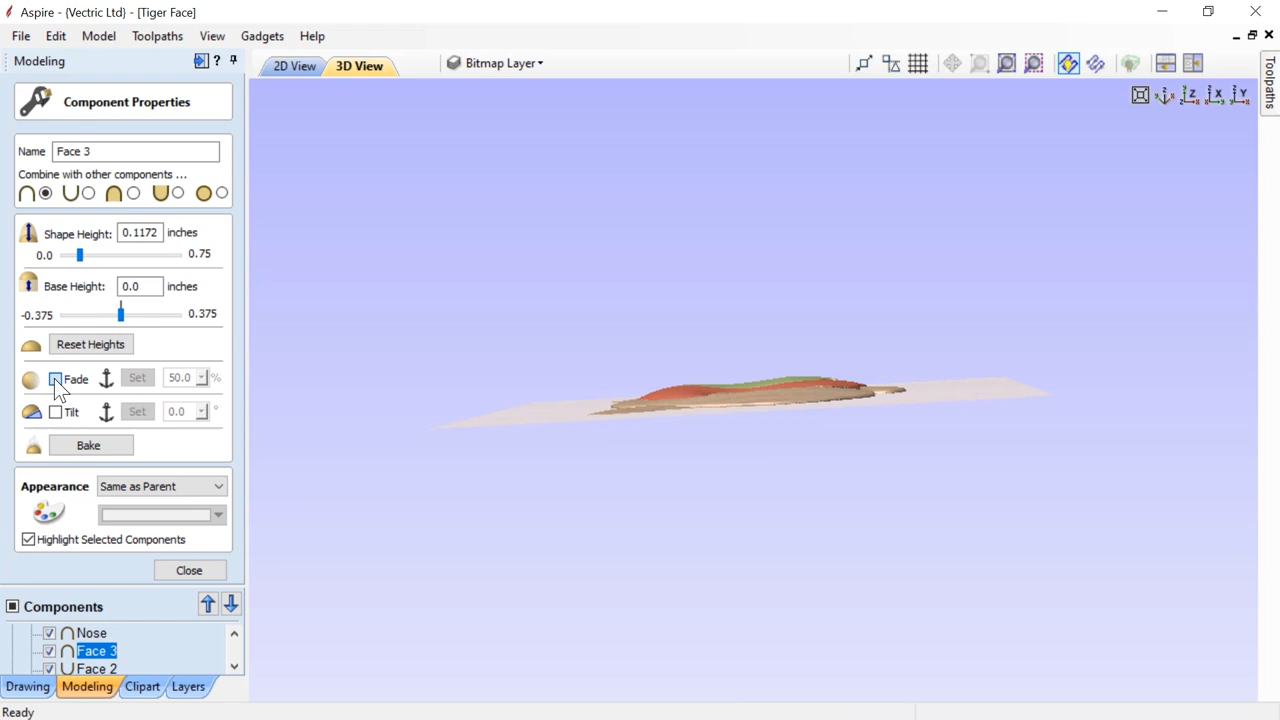 Aspire - {Vectric Ltd} - [Tiger Face]
File Edit Model Toolpaths View Gadgets Help
Modeling ?
2D View 3D View Bitmap Layer
Toolpaths
Z X Y
Component Properties
Name Face 3
Combine with other components ...
Shape Height: 0.1172 inches
0.0 0.75
Base Height: 0.0 inches
-0.375 0.375
Reset Heights
Fade Set 50.0 %
Tilt Set 0.0 °
Bake
Appearance Same as Parent
Highlight Selected Components
Close
Components
Nose
Face 3
Face 2
Drawing Modeling Clipart Layers
Ready